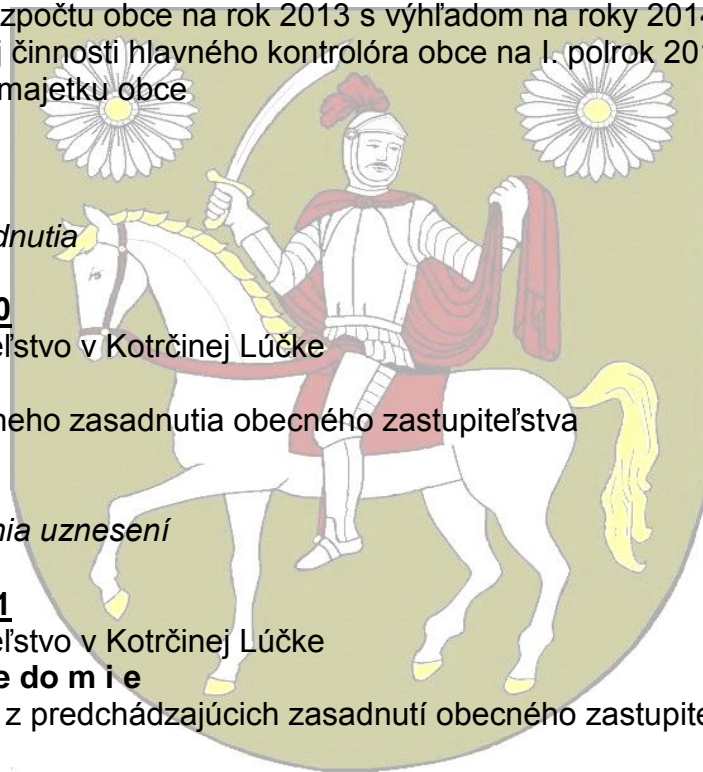 zpočtu obce na rok 2013 s výhľadom na roky 2014
j činnosti hlavného kontrolóra obce na I. polrok 201
majetku obce
dnutia
0
eľstvo v Kotrčinej Lúčke
neho zasadnutia obecného zastupiteľstva
nia uznesení
1
eľstvo v Kotrčinej Lúčke
e do m i e
z predchádzajúcich zasadnutí obecného zastupite